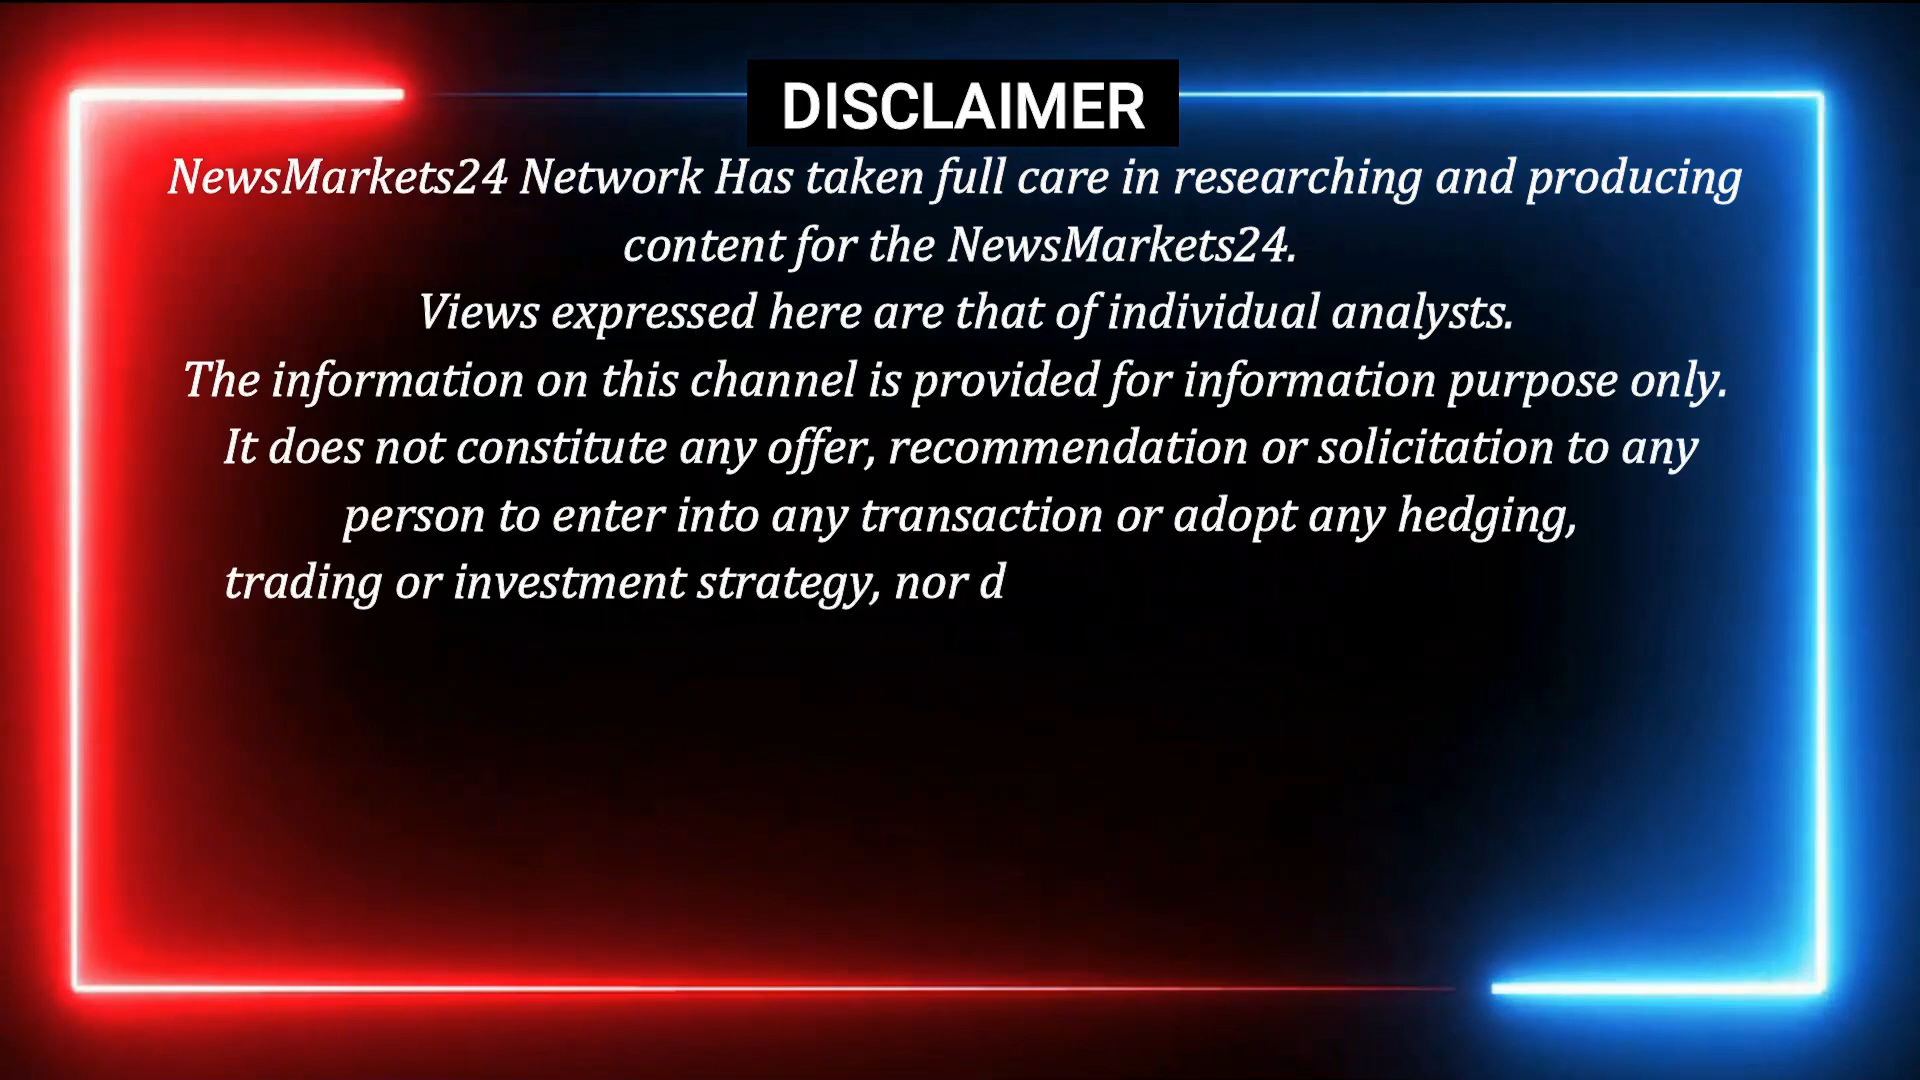 DISCLAIMER
NewsMarkets24 Network Has taken full care in researching and producing
content for the NewsMarkets24.
Views expressed here are that of individual analysts.
The information on this channel is provided for information purpose only.
It does not constitute any offer, recommendation or solicitation to any
person to enter into any transaction or adopt any hedging,
trading or investment strategy, nor d